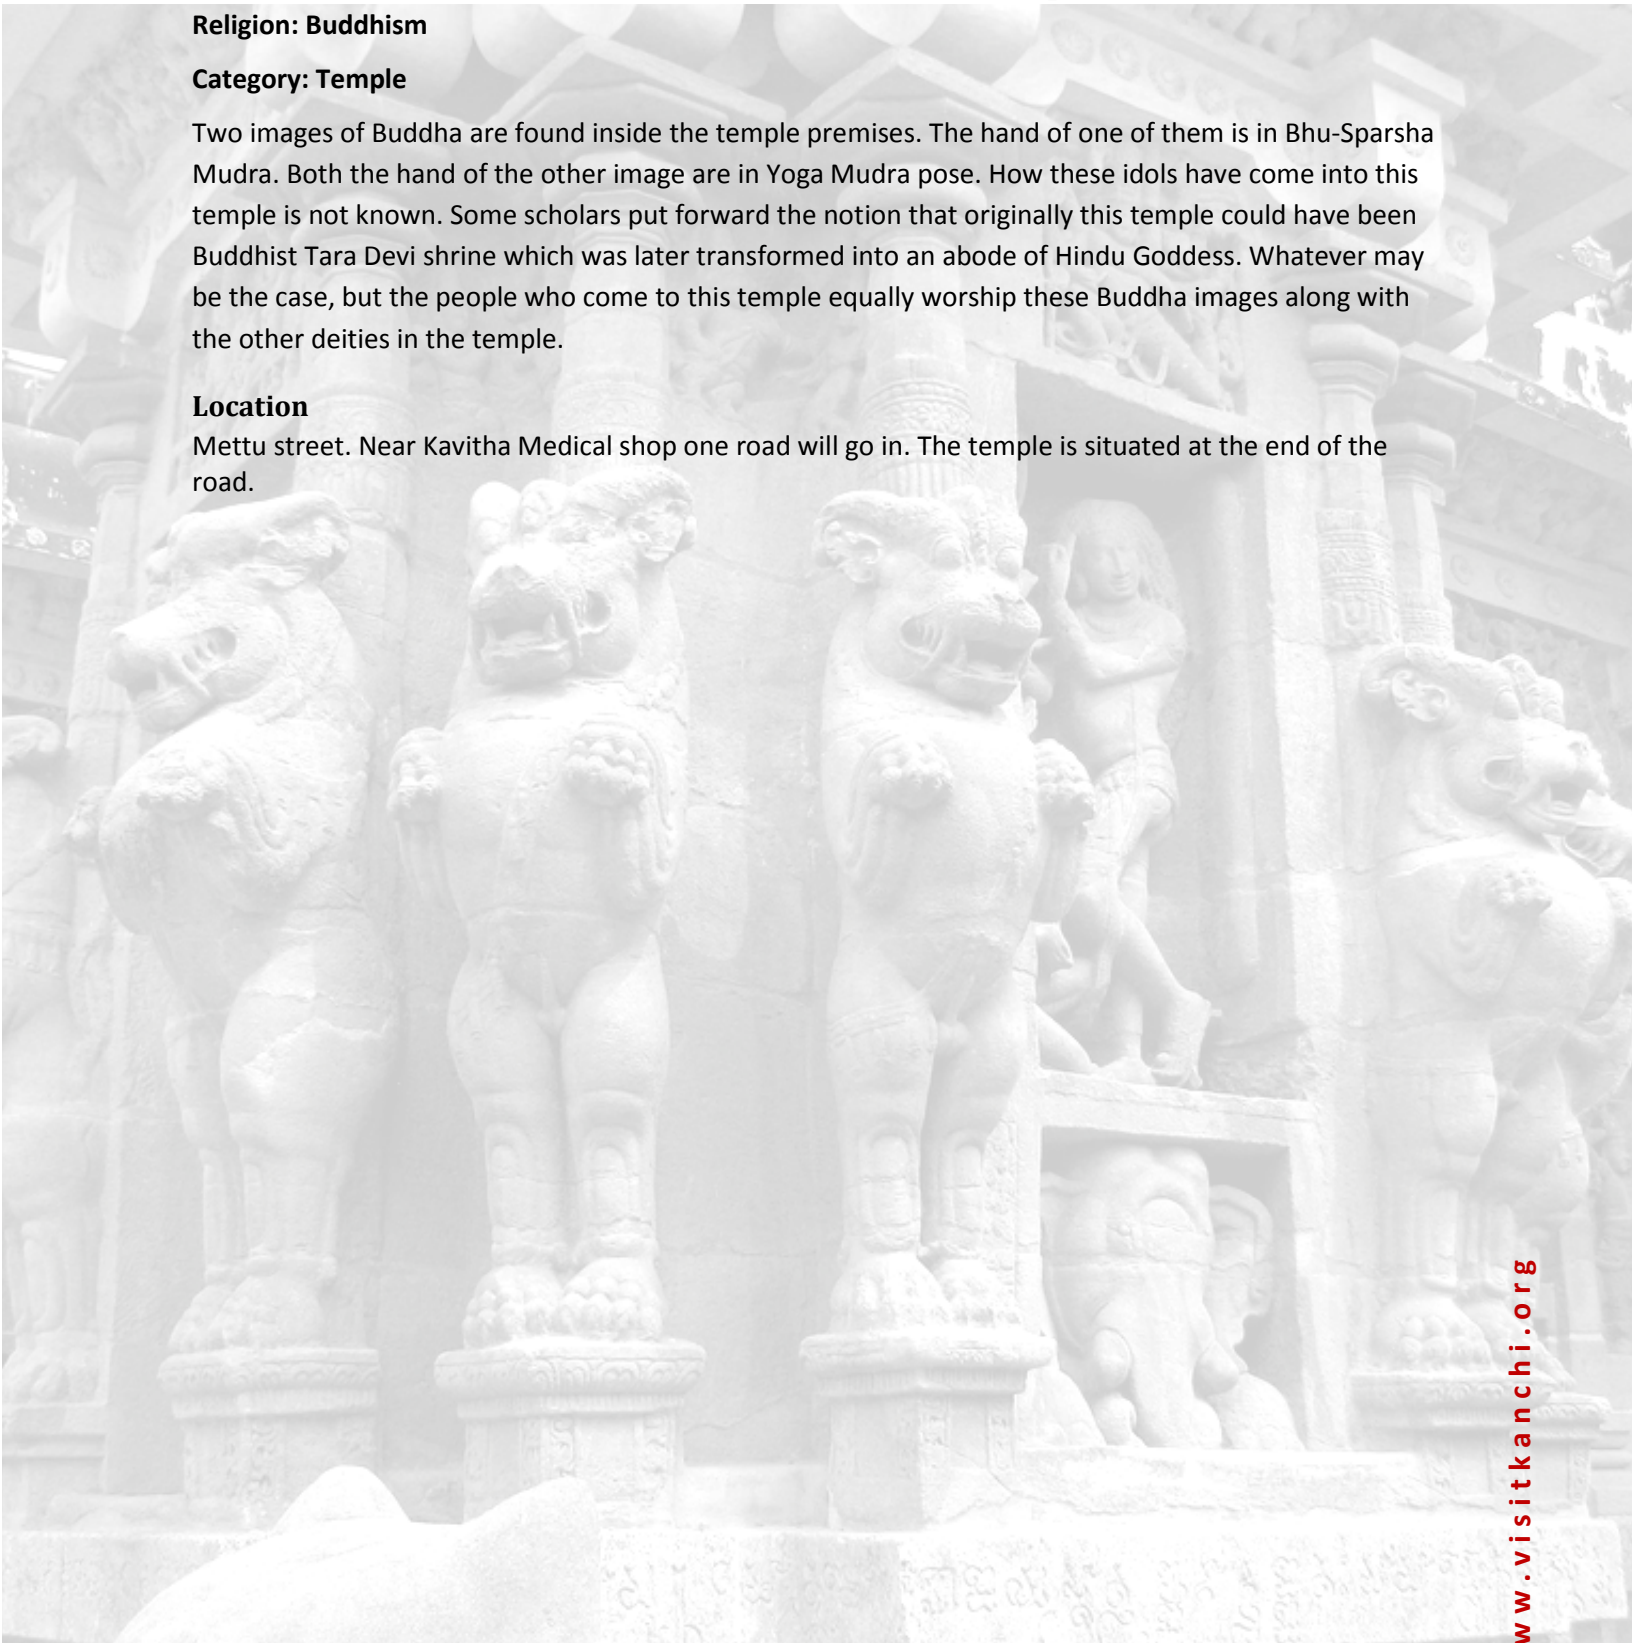 Religion: Buddhism
Category: Temple
Two images of Buddha are found inside the temple premises. The hand of one of them is in Bhu-Sparsha
Mudra. Both the hand of the other image are in Yoga Mudra pose. How these idols have come into this
temple is not known. Some scholars put forward the notion that originally this temple could have been
Buddhist Tara Devi shrine which was later transformed into an abode of Hindu Goddess. Whatever may
be the case, but the people who come to this temple equally worship these Buddha images along with
the other deities in the temple.
Location
Mettu street. Near Kavitha Medical shop one road will go in. The temple is situated at the end of the
road.
w w . v i s i t k a n c h i . o r g